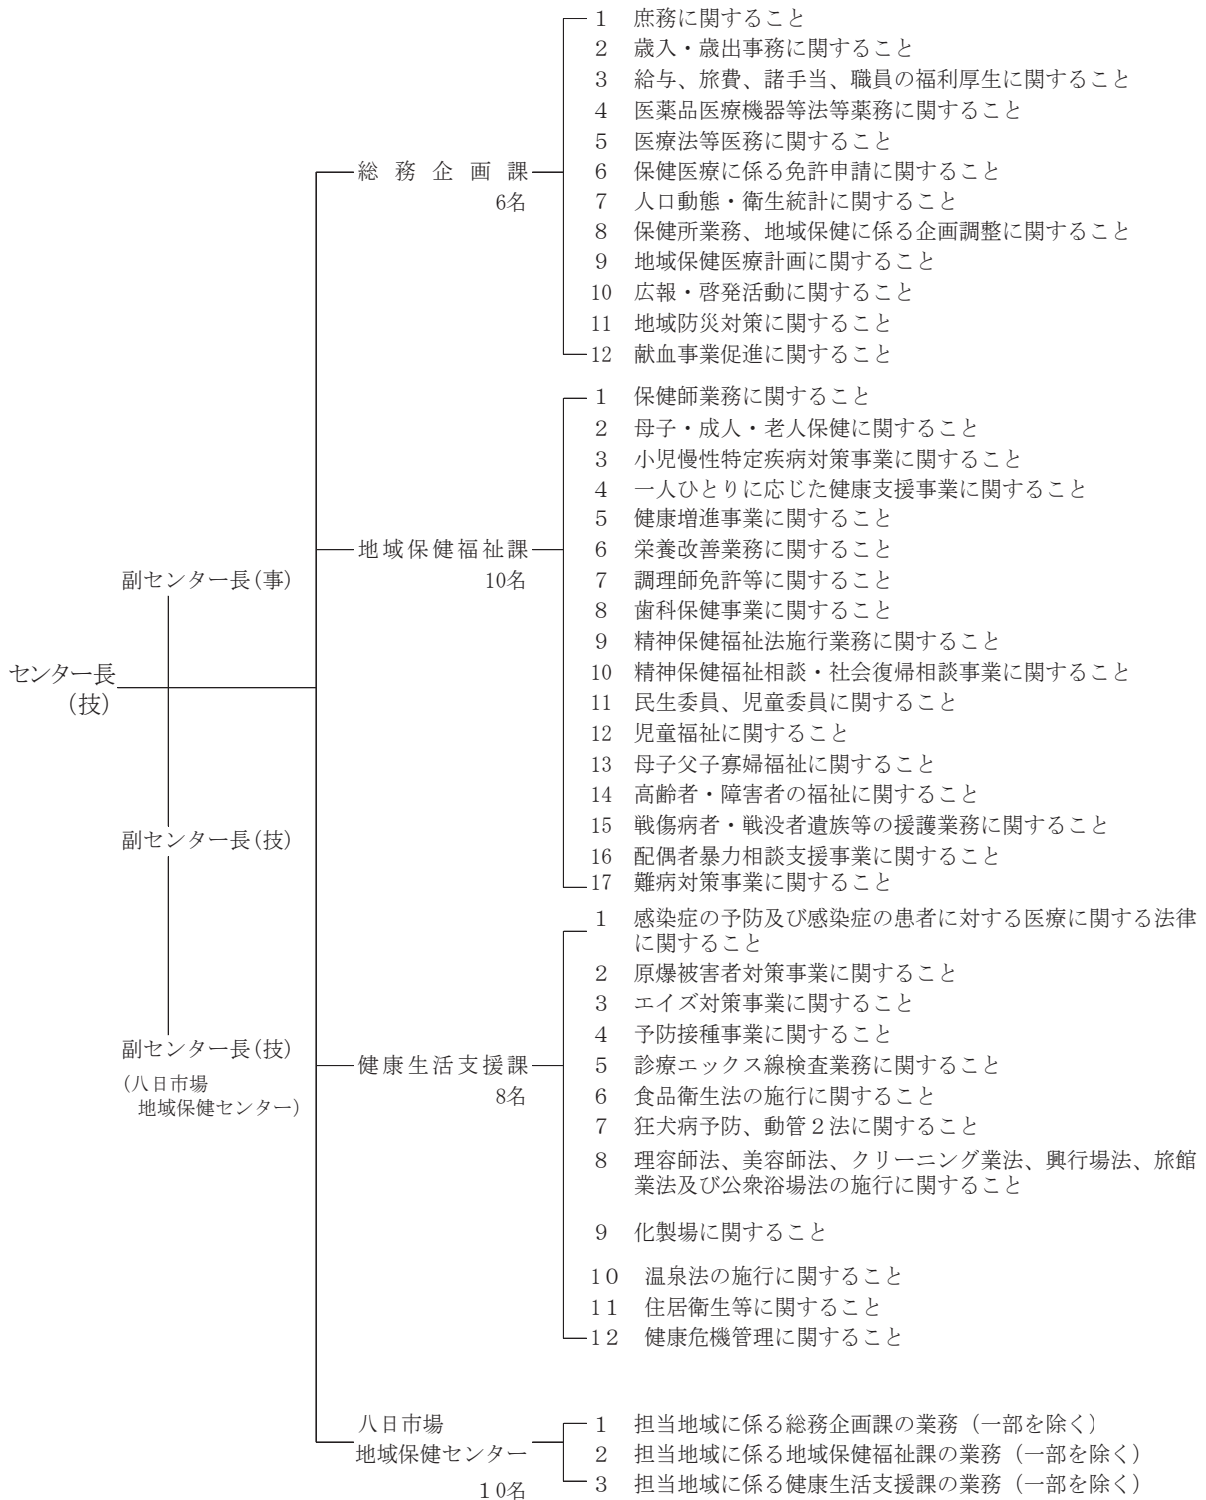 センター長
(技)
副センター長(事)
副センター長(技)
副センター長(技)
(八日市場
地域保健センター)
総務企画課
6名
1 庶務に関すること
2 歳入・歳出事務に関すること
3 給与、旅費、諸手当、職員の福利厚生に関すること
4 医薬品医療機器等法等薬務に関すること
5 医療法等医務に関すること
6 保健医療に係る免許申請に関すること
7 人口動態・衛生統計に関すること
8 保健所業務、地域保健に係る企画調整に関すること
9 地域保健医療計画に関すること
10 広報・啓発活動に関すること
11 地域防災対策に関すること
12 献血事業促進に関すること
地域保健福祉課
10名
1 保健師業務に関すること
2 母子・成人・老人保健に関すること
3 小児慢性特定疾病対策事業に関すること
4 一人ひとりに応じた健康支援事業に関すること
5 健康増進事業に関すること
6 栄養改善業務に関すること
7 調理師免許等に関すること
8 歯科保健事業に関すること
9 精神保健福祉法施行業務に関すること
10 精神保健福祉相談・社会復帰相談事業に関すること
11 民生委員、児童委員に関すること
12 児童福祉に関すること
13 母子父子寡婦福祉に関すること
14 高齢者・障害者の福祉に関すること
15 戦傷病者・戦没者遺族等の援護業務に関すること
16 配偶者暴力相談支援事業に関すること
17 難病対策事業に関すること
健康生活支援課
8名
1 感染症の予防及び感染症の患者に対する医療に関する法律
に関すること
2 原爆被害者対策事業に関すること
3 エイズ対策事業に関すること
4 予防接種事業に関すること
5 診療エックス線検査業務に関すること
6 食品衛生法の施行に関すること
7 狂犬病予防、動管2法に関すること
8 理容師法、美容師法、クリーニング業法、興行場法、旅館
業法及び公衆浴場法の施行に関すること
9 化製場に関すること
10 温泉法の施行に関すること
11 住居衛生等に関すること
12 健康危機管理に関すること
八日市場
地域保健センター
10名
1 担当地域に係る総務企画課の業務(一部を除く)
2 担当地域に係る地域保健福祉課の業務(一部を除く)
3 担当地域に係る健康生活支援課の業務(一部を除く)